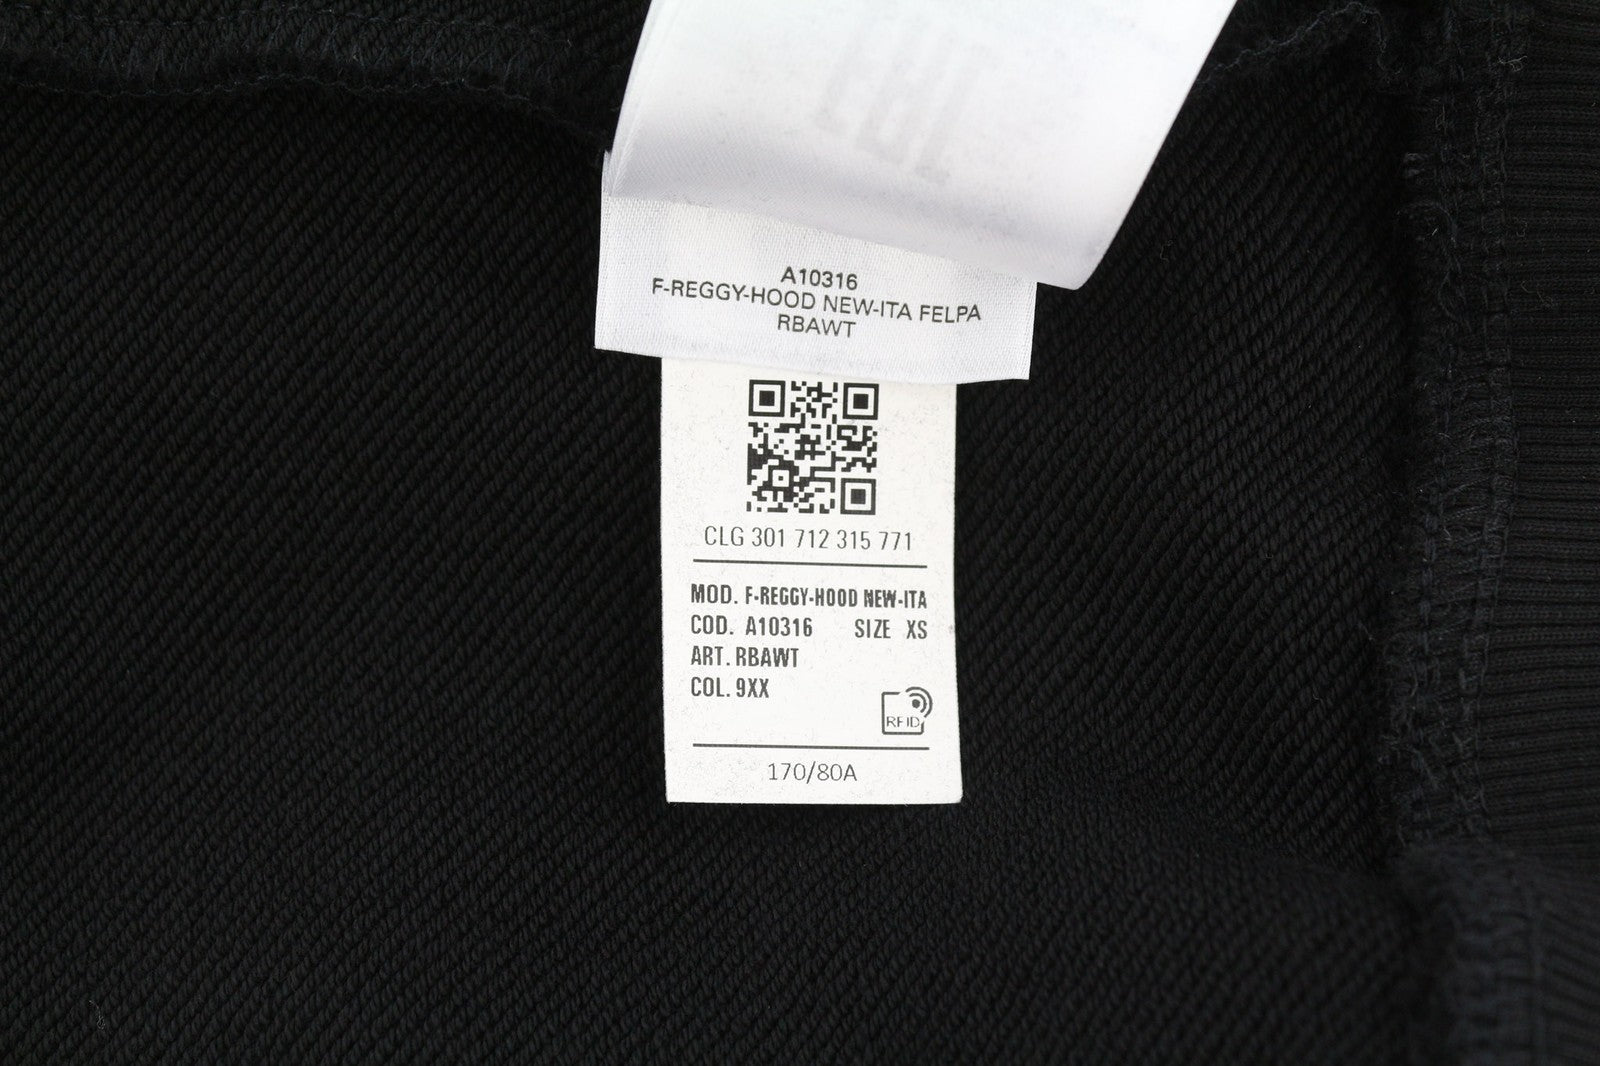 A10316
F-REGGY-HOOD NEW-ITA FELPA
RBAWT
CLG 301 712 315 771
MOD. F-REGGY-HOOD NEW-ITA
COD. A10316 SIZE XS
ART. RBAWT
COL. 9XX
RFID
170/80A